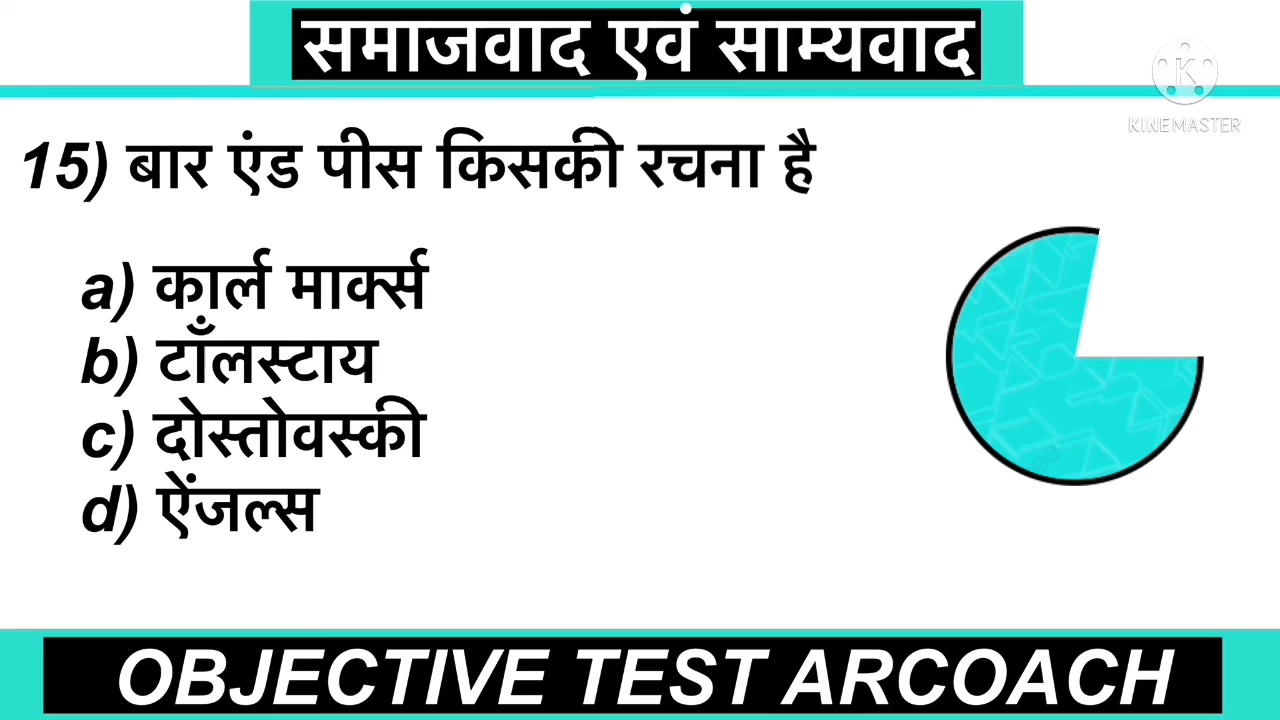 समाजवाद एवं साम्यवाद
KINEMASTER
15) बार एंड पीस किसकी रचना है
a) कार्ल मार्क्स
b) टाँलस्टाय
c) दोस्तोवस्की
d) ऐंजल्स
OBJECTIVE TEST ARCOACH